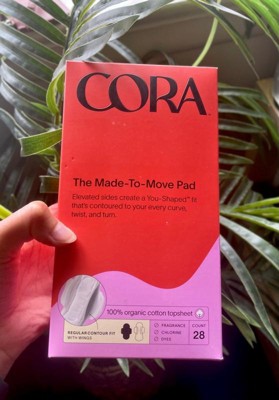 CORA
The Made-To-Move Pad
Elevated sides create a You-Shaped™ fit
that's contoured to your every curve,
twist, and turn.
100% organic cotton topsheet
REGULAR CONTOUR FIT
WITH WINGS
FRAGRANCE
CHLORINE
DYES
COUNT
28